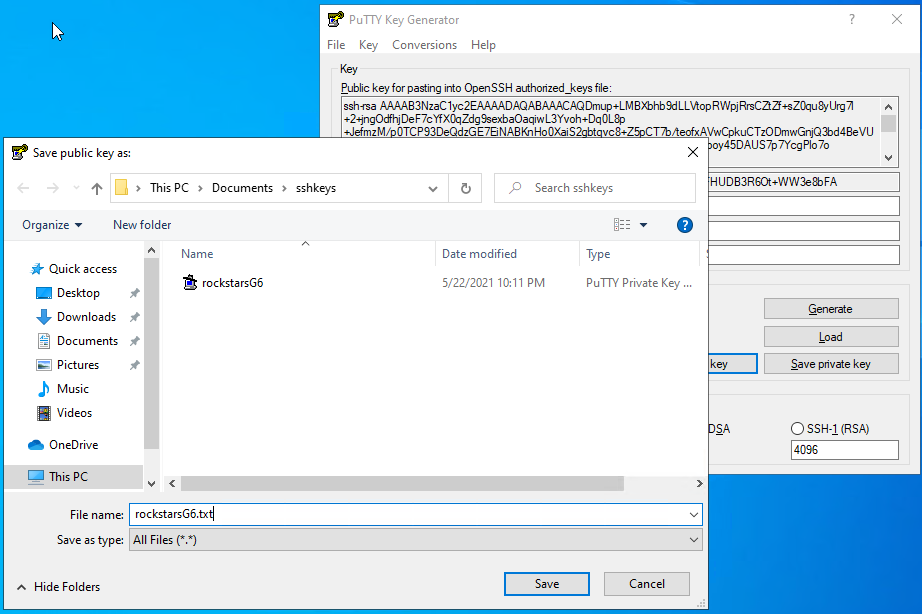 PuTTY Key Generator
?
File Key Conversions Help
Key
Public key for pasting into OpenSSH authorized_keys file:
ssh-rsa AAAAB3NzaC1yc2EAAAADAQABAAACAQDmup+LMBXbhb9dLLVtopRWpjRrsCZtZf+sZ0qu8yUrg7l
+2+jngOdfhjDeF7cYfX0qZdg9sexbaOaqiwL3Yvoh+Dq0L8p
+JefmzM/p0TCP93DeQdzGE7EiNABKnHo0XaiS2gbtqvc8+Z5pCT7b/teofxAVwCpkuCTzODmwGnjQ3bd4BeVU
boy45DAUS7p7YcgPlo7o
Save public key as:
This PC > Documents > sshkeys
Search sshkeys
/HUDB3R6Ot+WW3e8bFA
Organize
New folder
?
Name Date modified Type
rockstarsG6 5/22/2021 10:11 PM PuTTY Private Key ...
Quick access
Desktop
Downloads
Documents
Pictures
Music
Videos
OneDrive
This PC
Generate
Load
key
Save private key
DSA
SSH-1 (RSA)
4096
File name: rockstarsG6.txt
Save as type: All Files (*.*)
Hide Folders
Save
Cancel